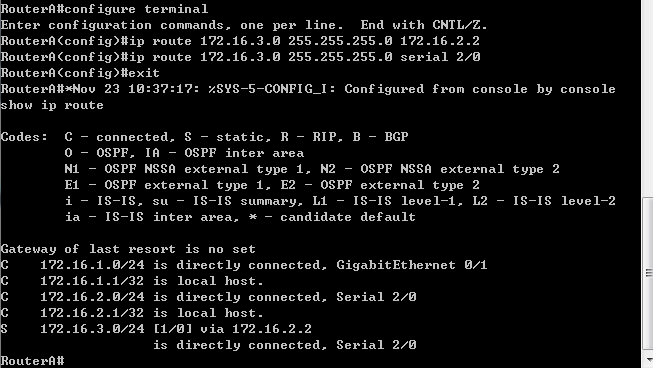 RouterA#configure terminal
Enter configuration commands, one per line.  End with CNTL/Z.
RouterA(config)#ip route 172.16.3.0 255.255.255.0 172.16.2.2
RouterA(config)#ip route 172.16.3.0 255.255.255.0 serial 2/0
RouterA(config)#exit
RouterA#*Nov 23 10:37:17: %SYS-5-CONFIG_I: Configured from console by console
show ip route
Codes:  C - connected, S - static, R - RIP, B - BGP
O - OSPF, IA - OSPF inter area
N1 - OSPF NSSA external type 1, N2 - OSPF NSSA external type 2
E1 - OSPF external type 1, E2 - OSPF external type 2
i - IS-IS, su - IS-IS summary, L1 - IS-IS level-1, L2 - IS-IS level-2
ia - IS-IS inter area, * - candidate default
Gateway of last resort is no set
C    172.16.1.0/24 is directly connected, GigabitEthernet 0/1
C    172.16.1.1/32 is local host.
C    172.16.2.0/24 is directly connected, Serial 2/0
C    172.16.2.1/32 is local host.
S    172.16.3.0/24 [1/0] via 172.16.2.2
is directly connected, Serial 2/0
RouterA#